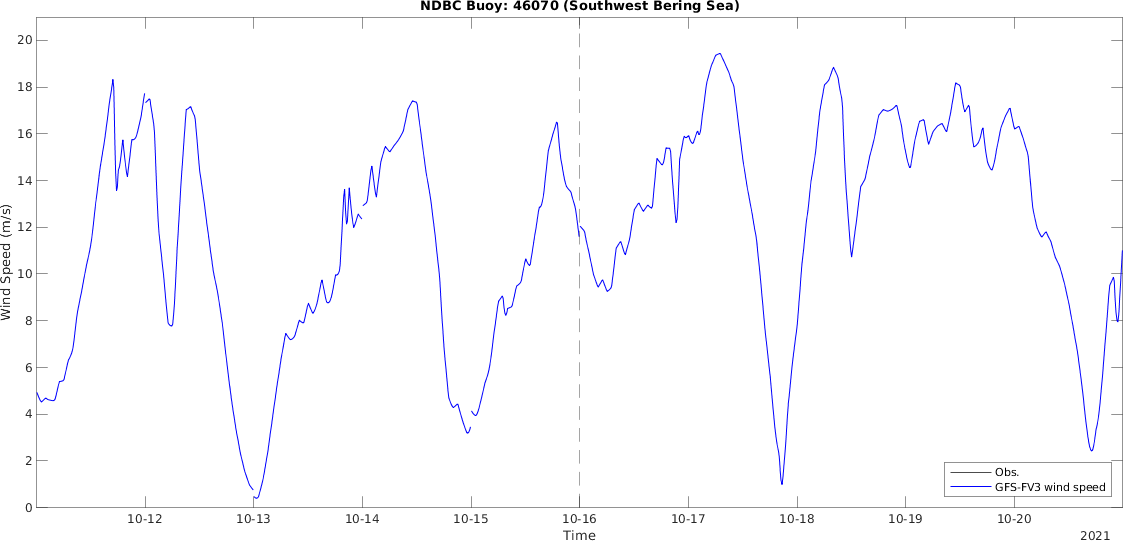 NDBC Buoy: 46070 (Southwest Bering Sea)
20
18
16
14
12
10
8
6
4
2
0
Wind Speed (m/s)
Obs.
GFS-FV3 wind speed
10-12 10-13 10-14 10-15 10-16 10-17 10-18 10-19 10-20
Time
2021